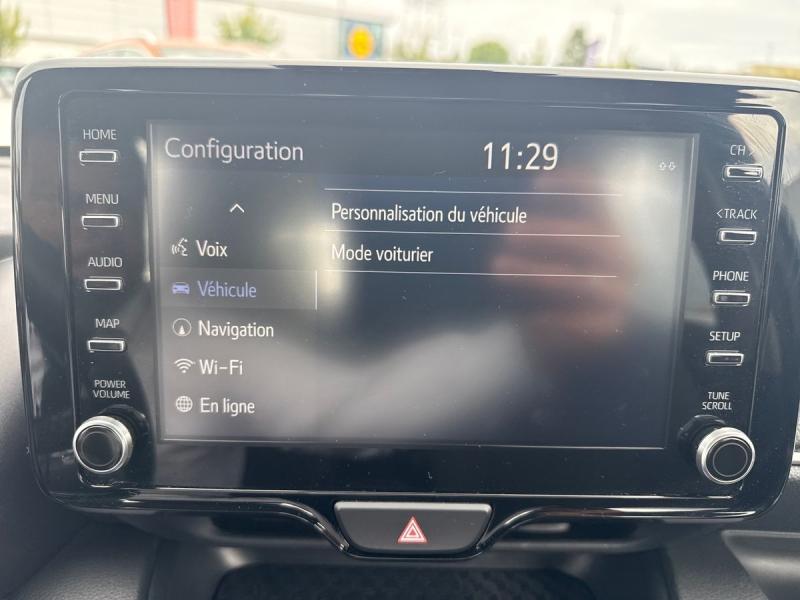 HOME
MENU
AUDIO
MAP
POWER
VOLUME
Configuration
11:29
Voix
Véhicule
Navigation
Wi-Fi
En ligne
Personnalisation du véhicule
Mode voiturier
CH >
< TRACK
PHONE
SETUP
TUNE
SCROLL